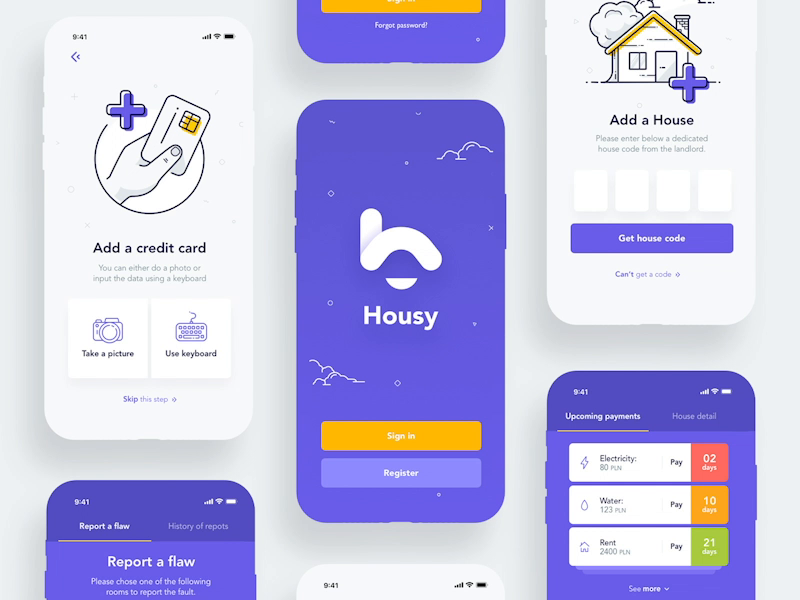 9:41
Add a credit card
You can either do a photo or
input the data using a keyboard
Take a picture
Use keyboard
Skip this step
9:41
Report a flaw
History of repots
Report a flaw
Please chose one of the following
rooms to report the fault.
Sign in
Forgot password?
Housy
Sign in
Register
9:41
Add a House
Please enter below a dedicated
house code from the landlord.
Get house code
Can't get a code
9:41
Upcoming payments
House detail
Electricity:
80 PLN
Pay
02
days
Water:
123 PLN
Pay
10
days
Rent
2400 PLN
Pay
21
days
See more